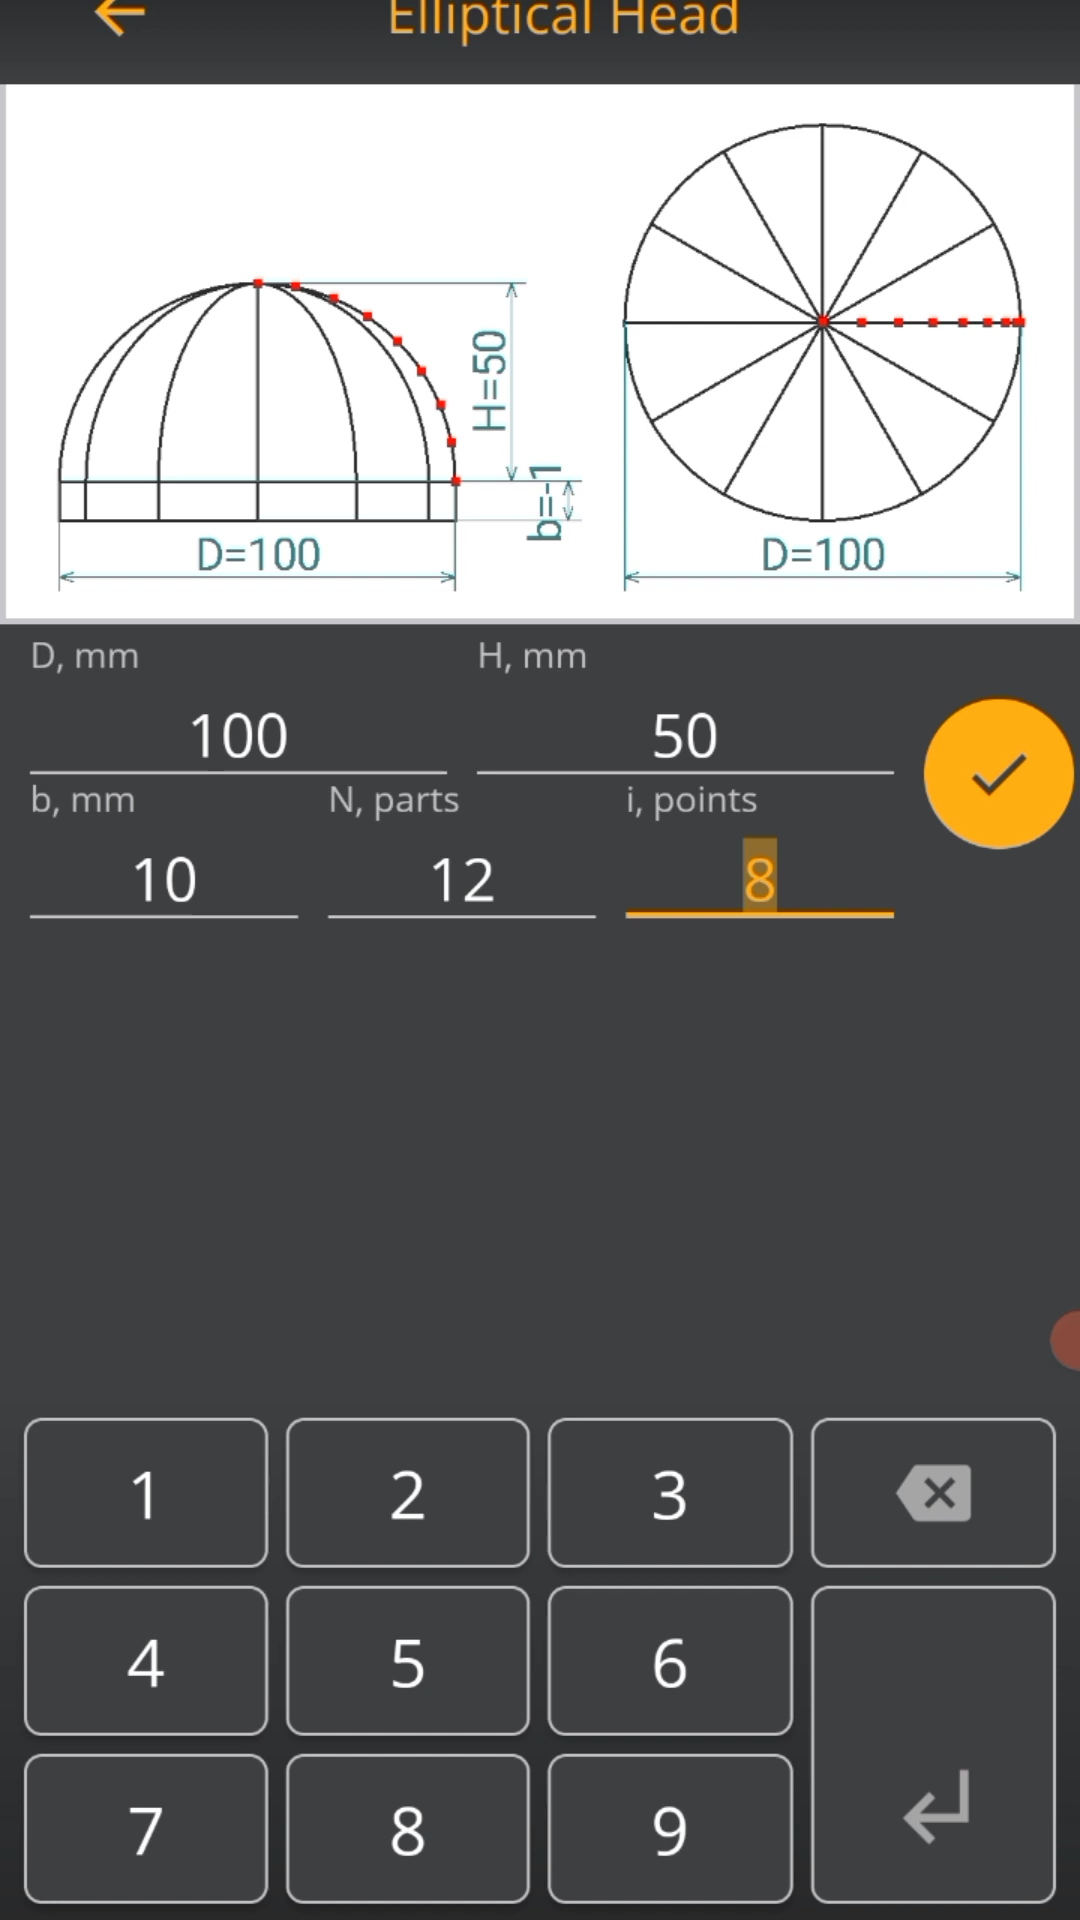 Elliptical Head
H=50
b=-1
D=100
D=100
D, mm
H, mm
100
50
b, mm
N, parts
i, points
10
12
8
1
2
3
4
5
6
7
8
9